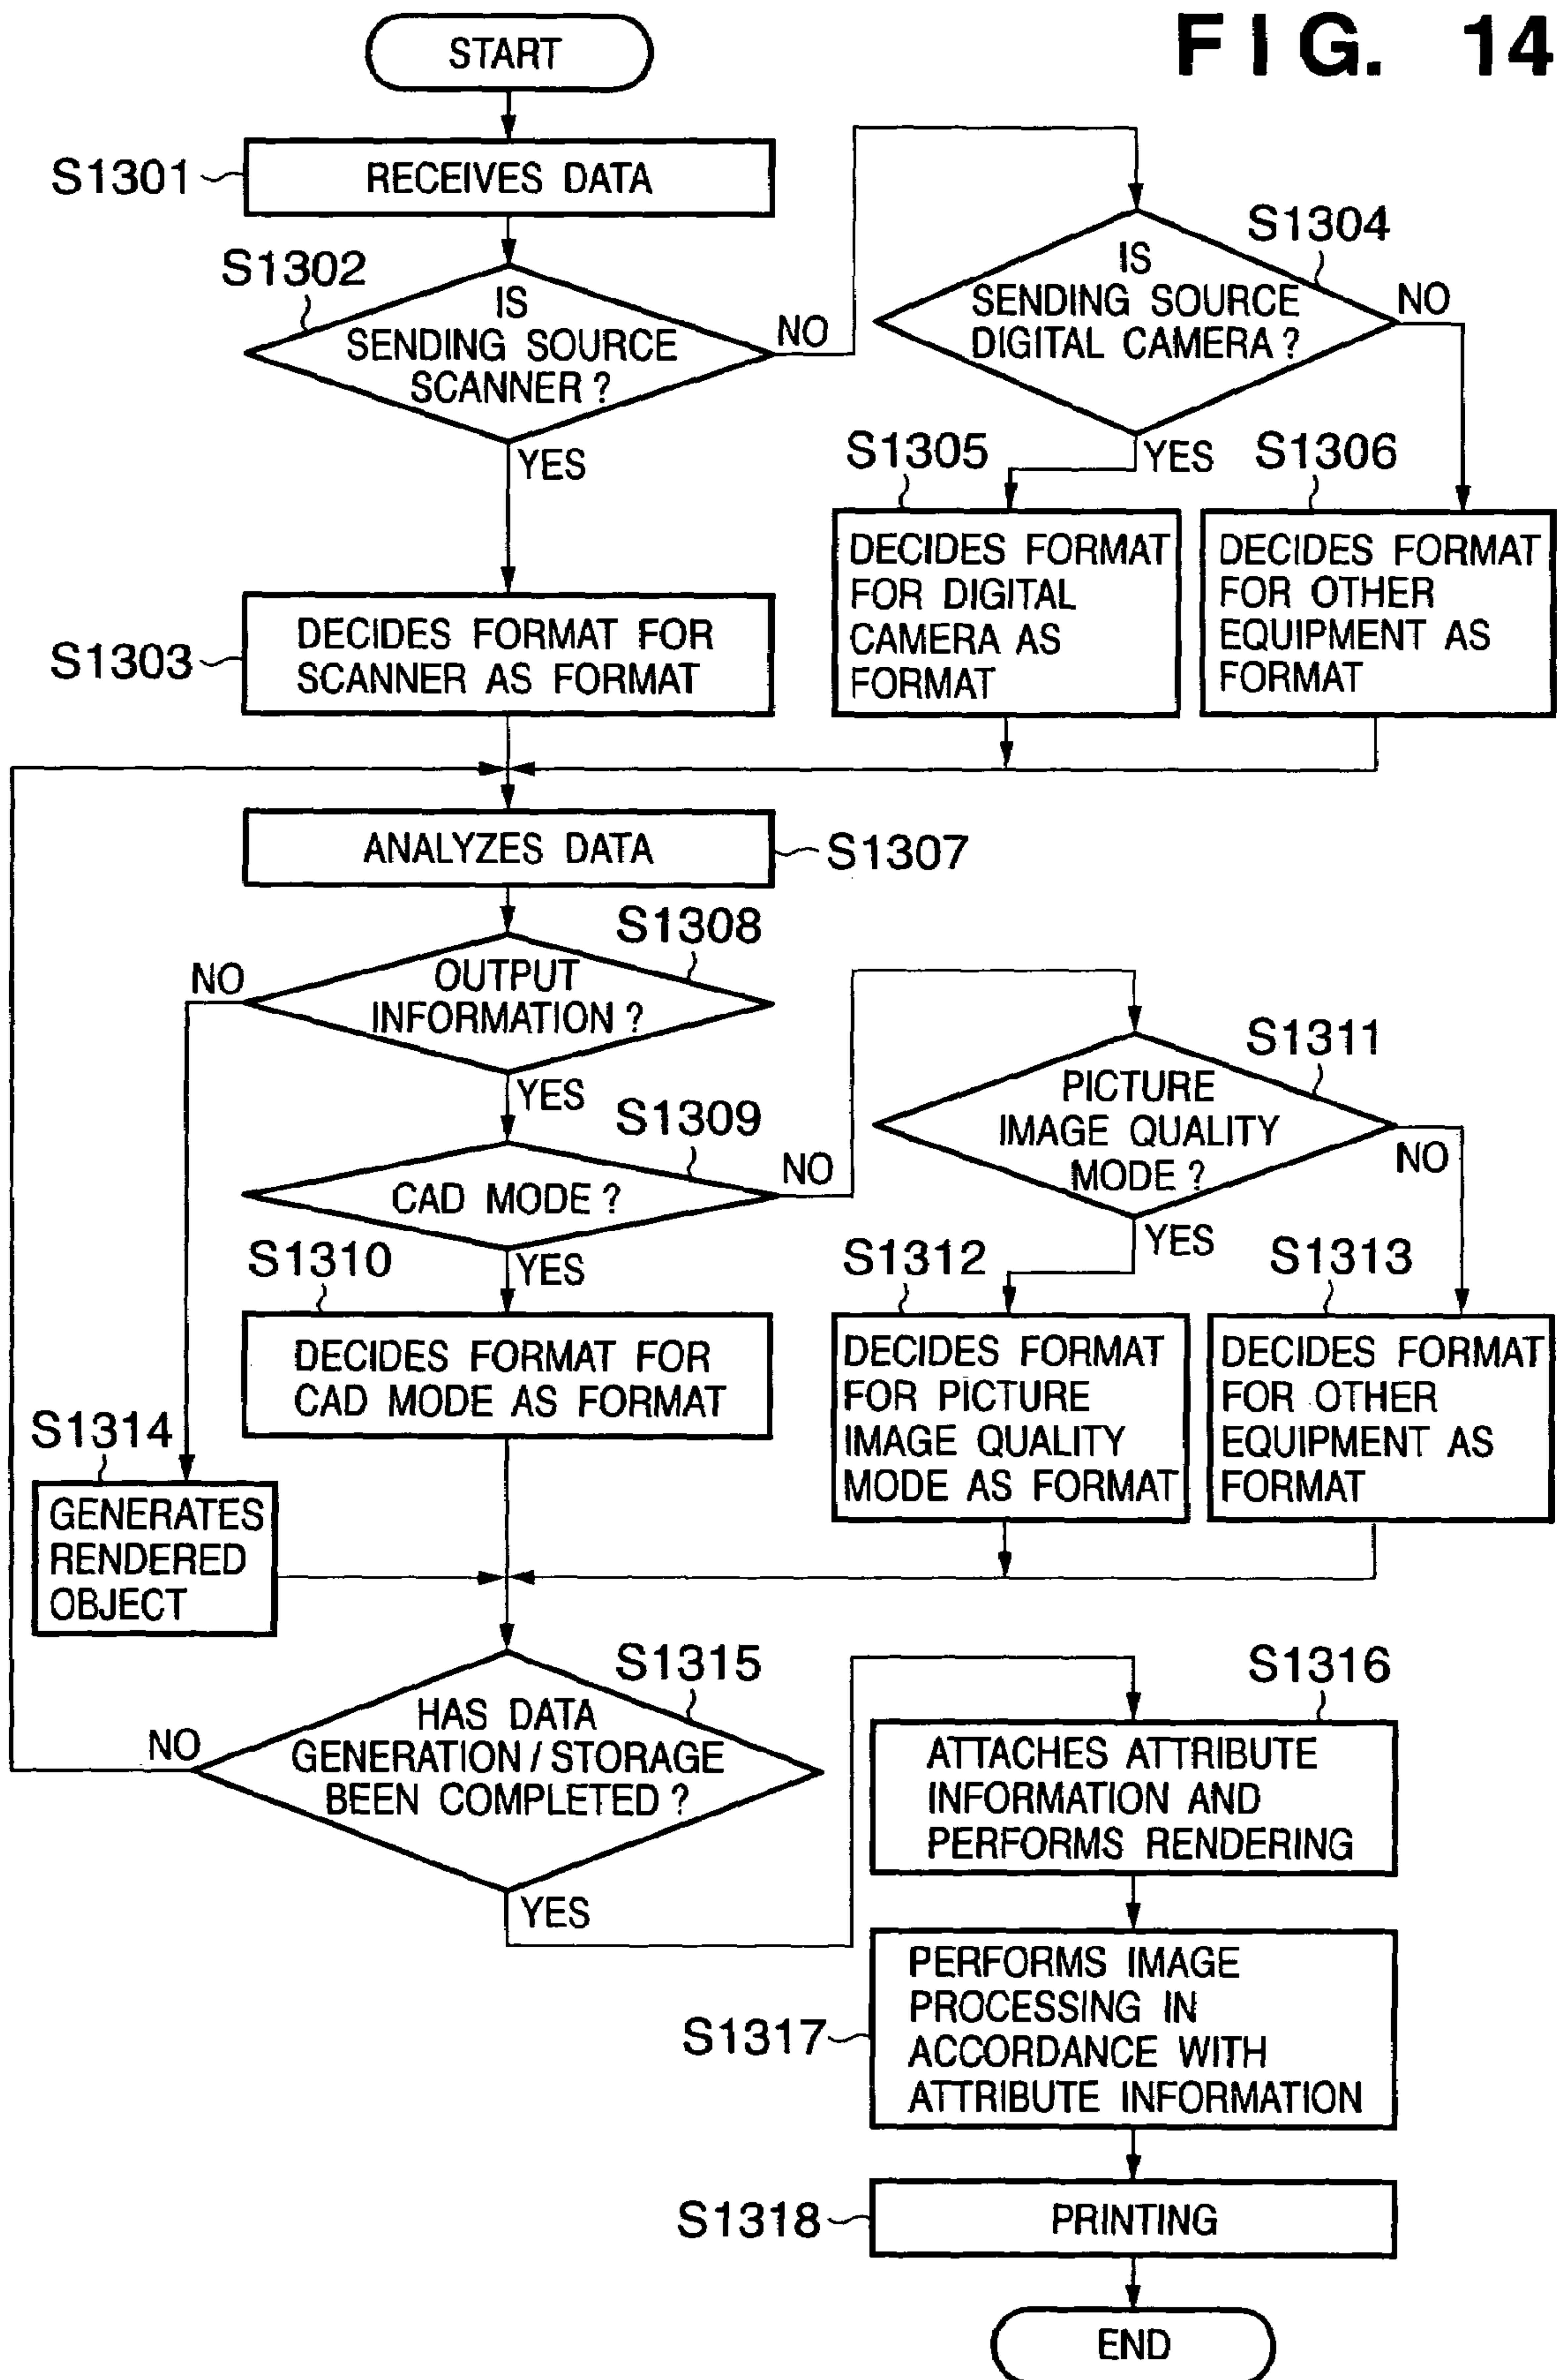 FIG. 14
START
S1301
RECEIVES DATA
S1302
IS
SENDING SOURCE
SCANNER?
NO
YES
S1304
IS
SENDING SOURCE
DIGITAL CAMERA?
NO
YES
S1303
DECIDES FORMAT FOR
SCANNER AS FORMAT
S1305
DECIDES FORMAT
FOR DIGITAL
CAMERA AS
FORMAT
S1306
DECIDES FORMAT
FOR OTHER
EQUIPMENT AS
FORMAT
ANALYZES DATA
S1307
S1308
OUTPUT
INFORMATION?
NO
YES
S1309
CAD MODE?
NO
YES
S1311
PICTURE
IMAGE QUALITY
MODE?
NO
YES
S1310
DECIDES FORMAT FOR
CAD MODE AS FORMAT
S1312
DECIDES FORMAT
FOR PICTURE
IMAGE QUALITY
MODE AS FORMAT
S1313
DECIDES FORMAT
FOR OTHER
EQUIPMENT AS
FORMAT
S1314
GENERATES
RENDERED
OBJECT
S1315
HAS DATA
GENERATION/STORAGE
BEEN COMPLETED?
NO
YES
S1316
ATTACHES ATTRIBUTE
INFORMATION AND
PERFORMS RENDERING
S1317
PERFORMS IMAGE
PROCESSING IN
ACCORDANCE WITH
ATTRIBUTE INFORMATION
S1318
PRINTING
END